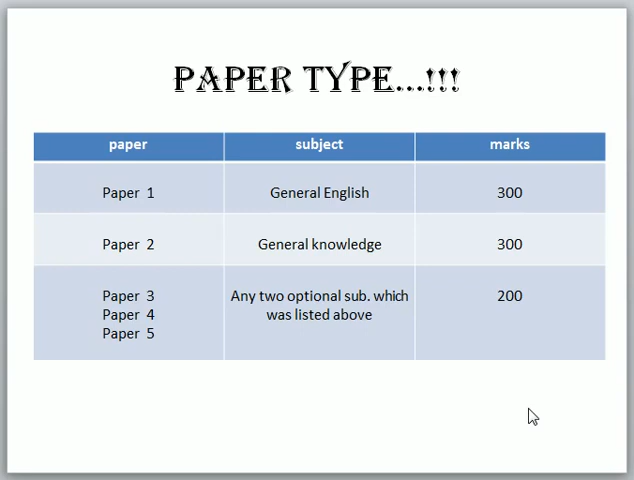 PAPER TYPE...!!!
paper subject marks
Paper 1 General English 300
Paper 2 General knowledge 300
Paper 3 Any two optional sub. which 200
Paper 4 was listed above
Paper 5